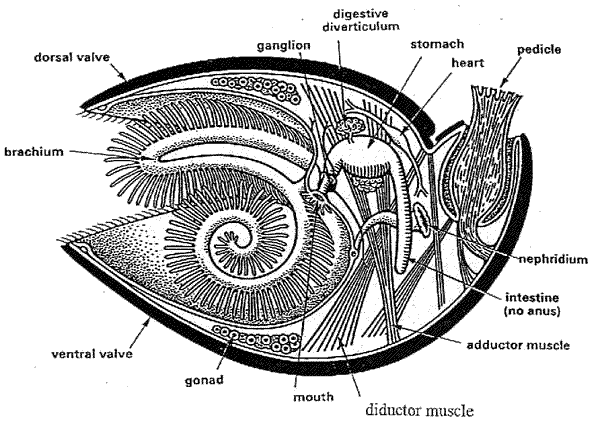 digestive
diverticulum
ganglion
stomach
pedicle
dorsal valve
heart
brachium
nephridium
intestine
(no anus)
adductor muscle
ventral valve
gonad
mouth
diductor muscle